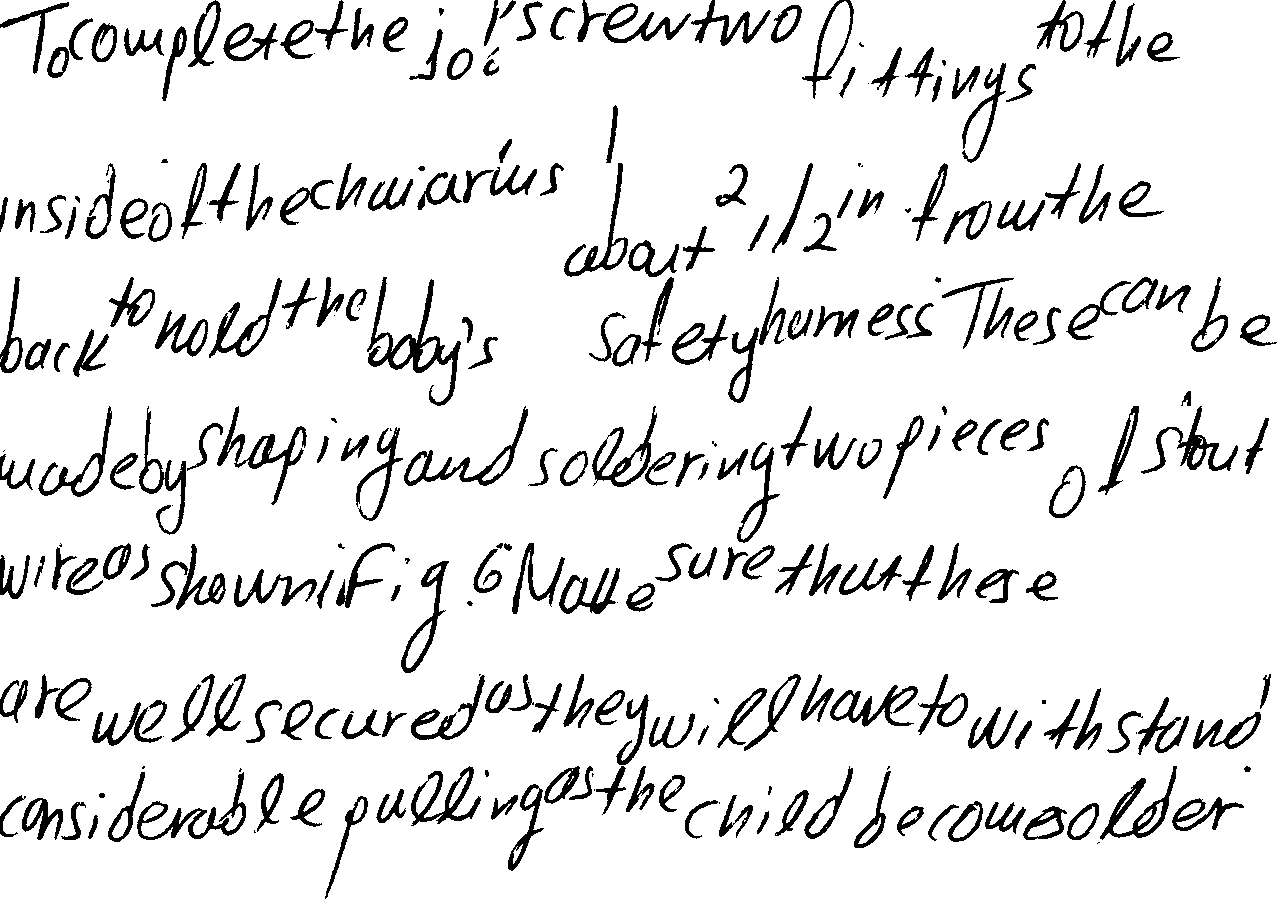 To complete the job screw two fittings to the
inside of the chair arms about 2 1/2 in from the
back to hold the baby's safety harness These can be
made by shaping and soldering two pieces of stout
wire as shown in Fig. 6 Make sure that these
are well secured as they will have to withstand
considerable pulling as the child becomes older.